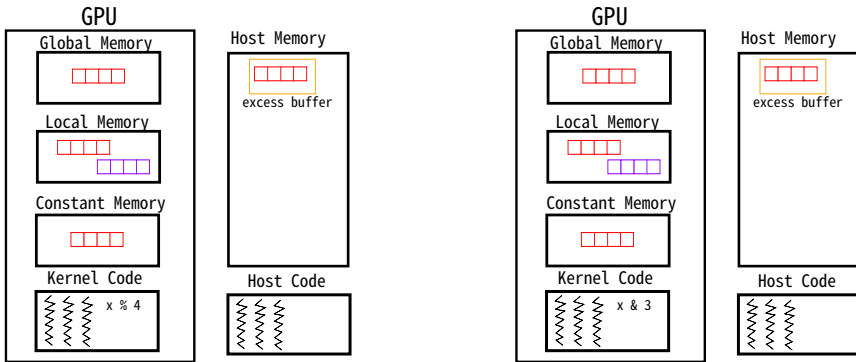 GPU
Global Memory
Host Memory
excess buffer
Local Memory
Constant Memory
Kernel Code
x % 4
Host Code
GPU
Global Memory
Host Memory
excess buffer
Local Memory
Constant Memory
Kernel Code
x & 3
Host Code